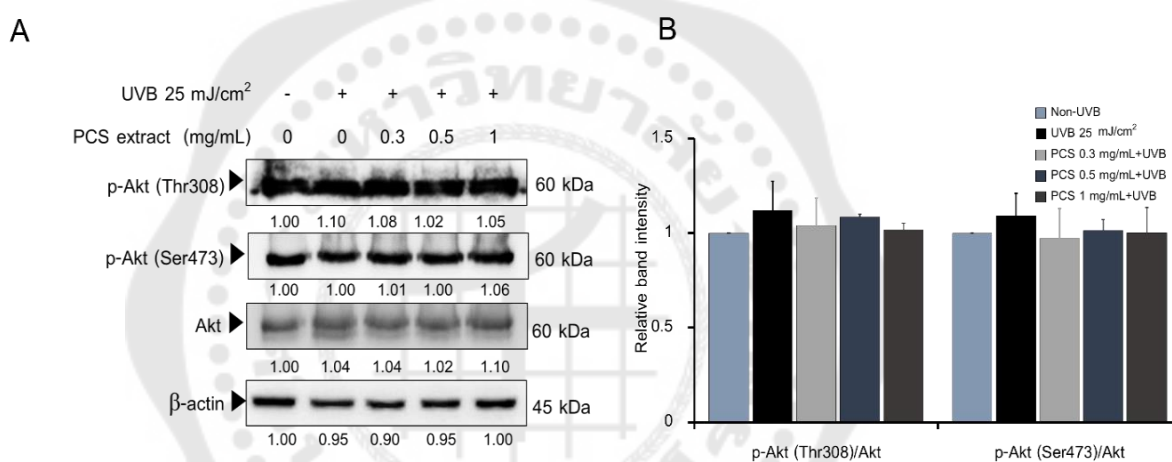 A
UVB 25 mJ/cm² - + + + +
PCS extract (mg/mL) 0 0 0.3 0.5 1
p-Akt (Thr308) 60 kDa
1.00 1.10 1.08 1.02 1.05
p-Akt (Ser473) 60 kDa
1.00 1.00 1.01 1.00 1.06
Akt 60 kDa
1.00 1.04 1.04 1.02 1.10
β-actin 45 kDa
1.00 0.95 0.90 0.95 1.00
B
Non-UVB
UVB 25 mJ/cm²
PCS 0.3 mg/mL+UVB
PCS 0.5 mg/mL+UVB
PCS 1 mg/mL+UVB
Relative band intensity
1.5
1
0.5
0
p-Akt (Thr308)/Akt p-Akt (Ser473)/Akt